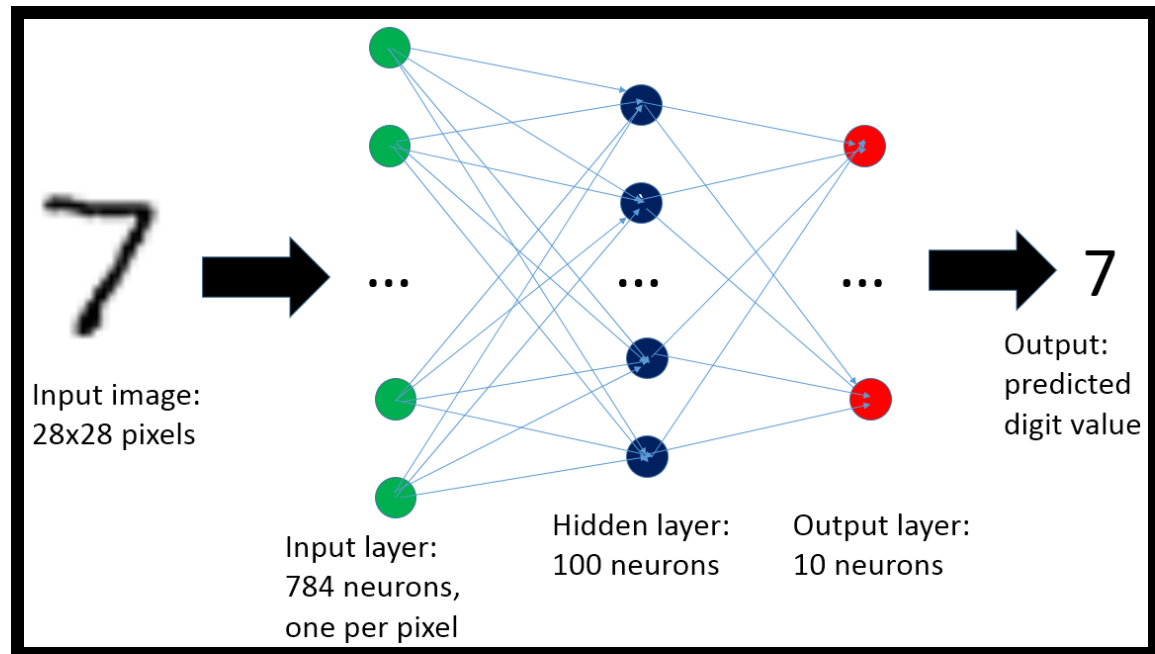 7
Input image:
28x28 pixels
...
...
...
Input layer:
784 neurons,
one per pixel
Hidden layer:
100 neurons
Output layer:
10 neurons
7
Output:
predicted
digit value